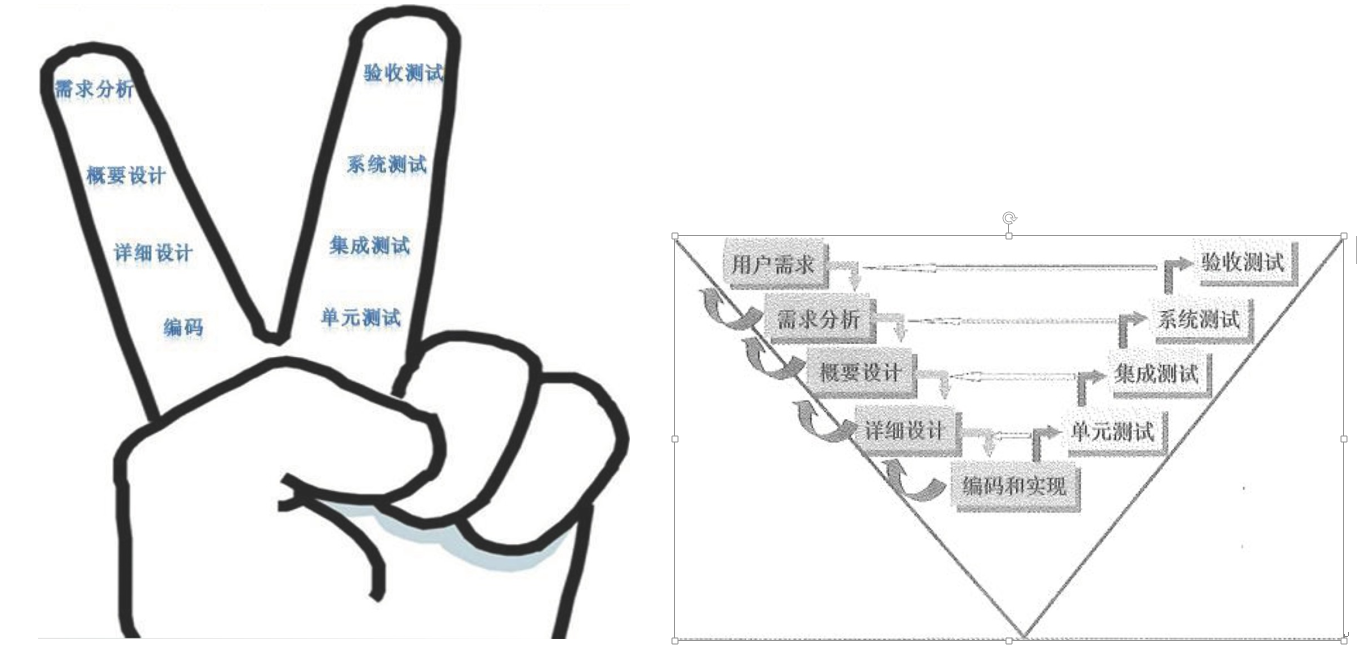 需求分析
概要设计
详细设计
编码
验收测试
系统测试
集成测试
单元测试
用户需求
验收测试
需求分析
系统测试
概要设计
集成测试
详细设计
单元测试
编码和实现